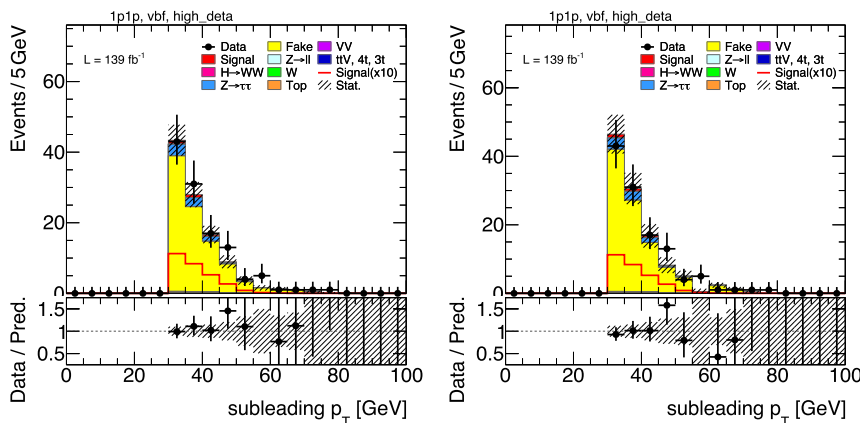 1p1p, vbf, high_deta
Events/ 5 GeV
L = 139 fb⁻¹
Data Fake VV
Signal Z→ll ttV, 4t, 3t
H→WW W Signal(x10)
Z→ττ Top Stat.
60
40
20
0
Data / Pred.
1.5
1
0.5
0 20 40 60 80 100
subleading p_T [GeV]
1p1p, vbf, high_deta
Events/ 5 GeV
L = 139 fb⁻¹
Data Fake VV
Signal Z→ll ttV, 4t, 3t
H→WW W Signal(x10)
Z→ττ Top Stat.
60
40
20
0
Data / Pred.
1.5
1
0.5
0 20 40 60 80 100
subleading p_T [GeV]